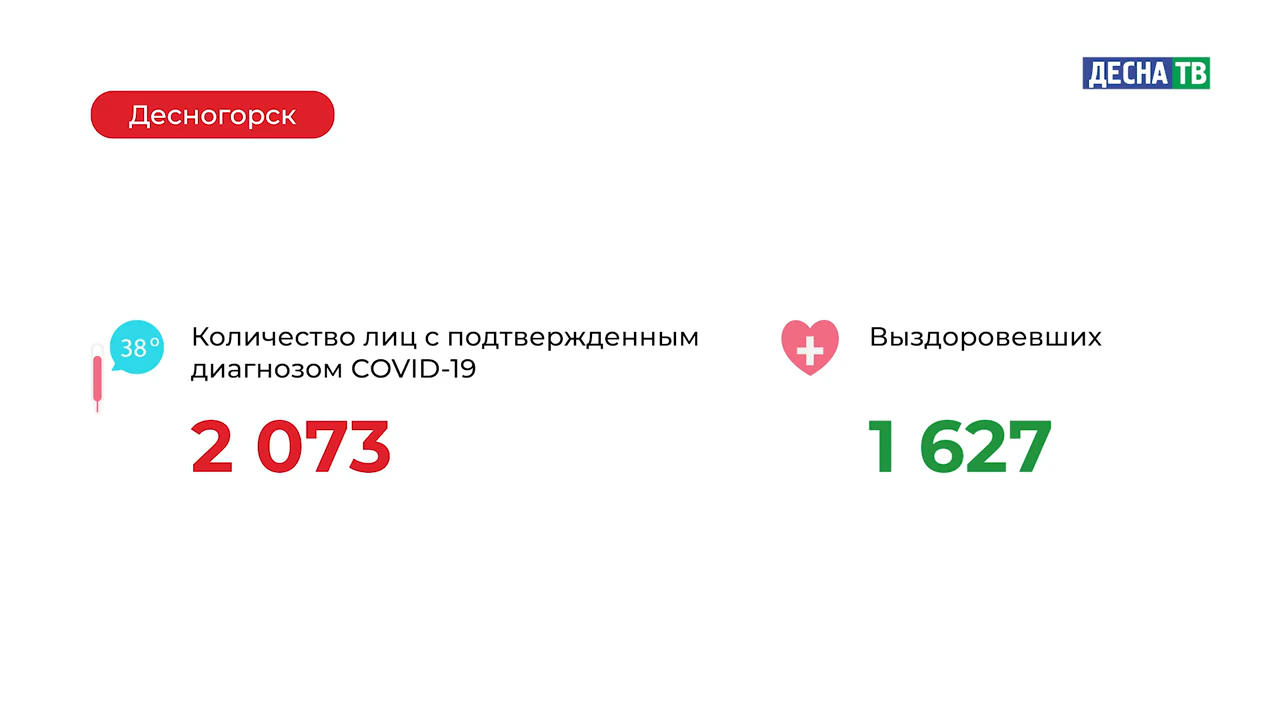 ДЕСНА ТВ
Десногорск
38°
Количество лиц с подтвержденным
диагнозом COVID-19
2 073
Выздоровевших
1 627